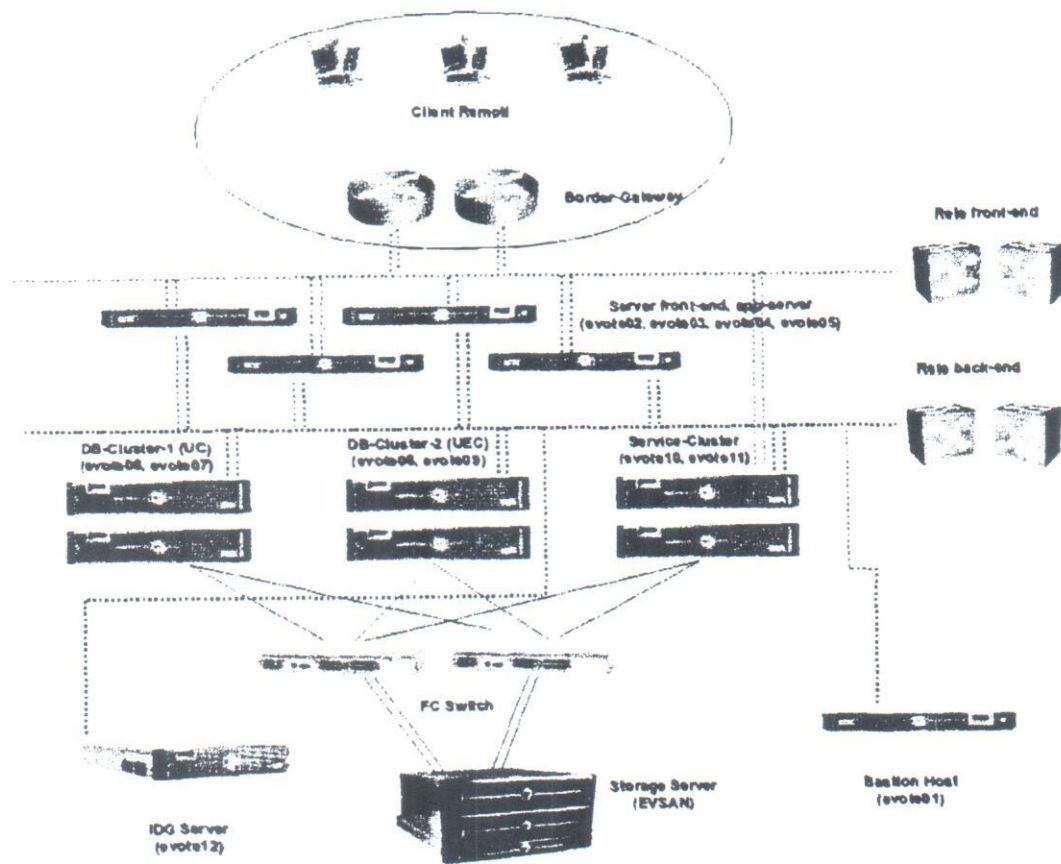 Client Remoti
Border-Gateway
Rete front-end
Server front-end, app-server
(evote02, evote03, evote04, evote05)
Rete back-end
DB-Cluster-1 (UC)
(evote06, evote07)
DB-Cluster-2 (UEC)
(evote08, evote09)
Service-Cluster
(evote10, evote11)
FC Switch
Storage Server
(EVSAN)
Bastion Host
(evote01)
IDG Server
(evote12)